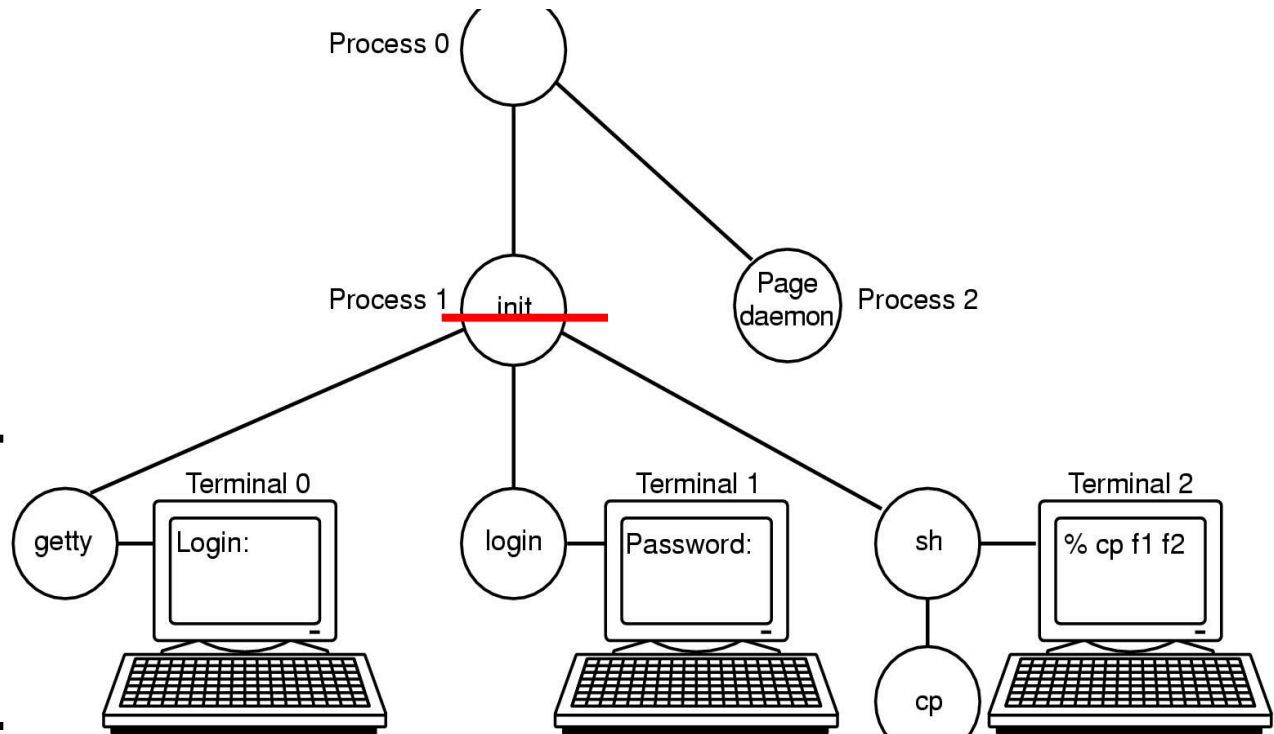 Process 0
Process 1
init
Page
daemon
Process 2
Terminal 0
Terminal 1
Terminal 2
getty
Login:
login
Password:
sh
% cp f1 f2
cp